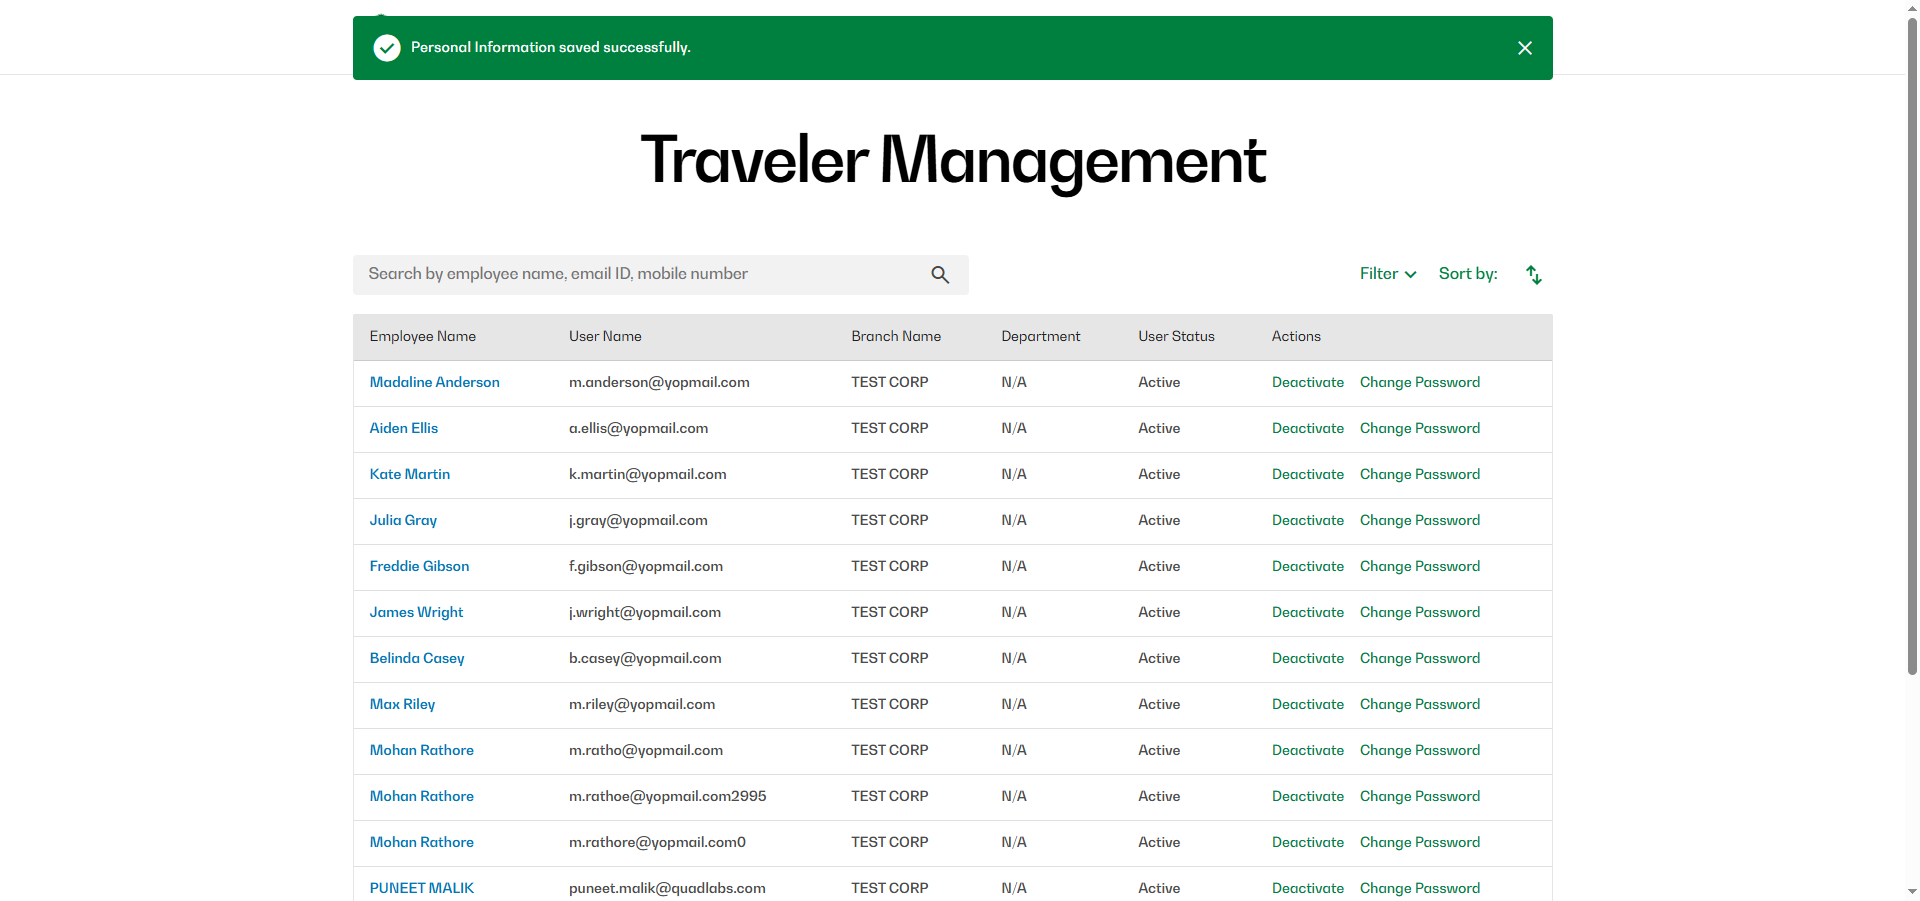 Personal Information saved successfully.
Traveler Management
Search by employee name, email ID, mobile number
Filter Sort by:
Employee Name User Name Branch Name Department User Status Actions
Madaline Anderson m.anderson@yopmail.com TEST CORP N/A Active Deactivate Change Password
Aiden Ellis a.ellis@yopmail.com TEST CORP N/A Active Deactivate Change Password
Kate Martin k.martin@yopmail.com TEST CORP N/A Active Deactivate Change Password
Julia Gray j.gray@yopmail.com TEST CORP N/A Active Deactivate Change Password
Freddie Gibson f.gibson@yopmail.com TEST CORP N/A Active Deactivate Change Password
James Wright j.wright@yopmail.com TEST CORP N/A Active Deactivate Change Password
Belinda Casey b.casey@yopmail.com TEST CORP N/A Active Deactivate Change Password
Max Riley m.riley@yopmail.com TEST CORP N/A Active Deactivate Change Password
Mohan Rathore m.ratho@yopmail.com TEST CORP N/A Active Deactivate Change Password
Mohan Rathore m.rathoe@yopmail.com2995 TEST CORP N/A Active Deactivate Change Password
Mohan Rathore m.rathore@yopmail.com0 TEST CORP N/A Active Deactivate Change Password
PUNEET MALIK puneet.malik@quadlabs.com TEST CORP N/A Active Deactivate Change Password